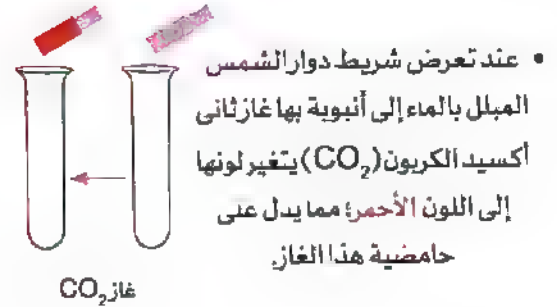 • عند تعرض شريط دوار الشمس
المبلل بالماء إلى أنبوبة بها غاز ثانى
أكسيد الكربون (CO₂) يتغير لونها
إلى اللون الأحمر؛ مما يدل على
حامضية هذا الغاز.
غاز CO₂